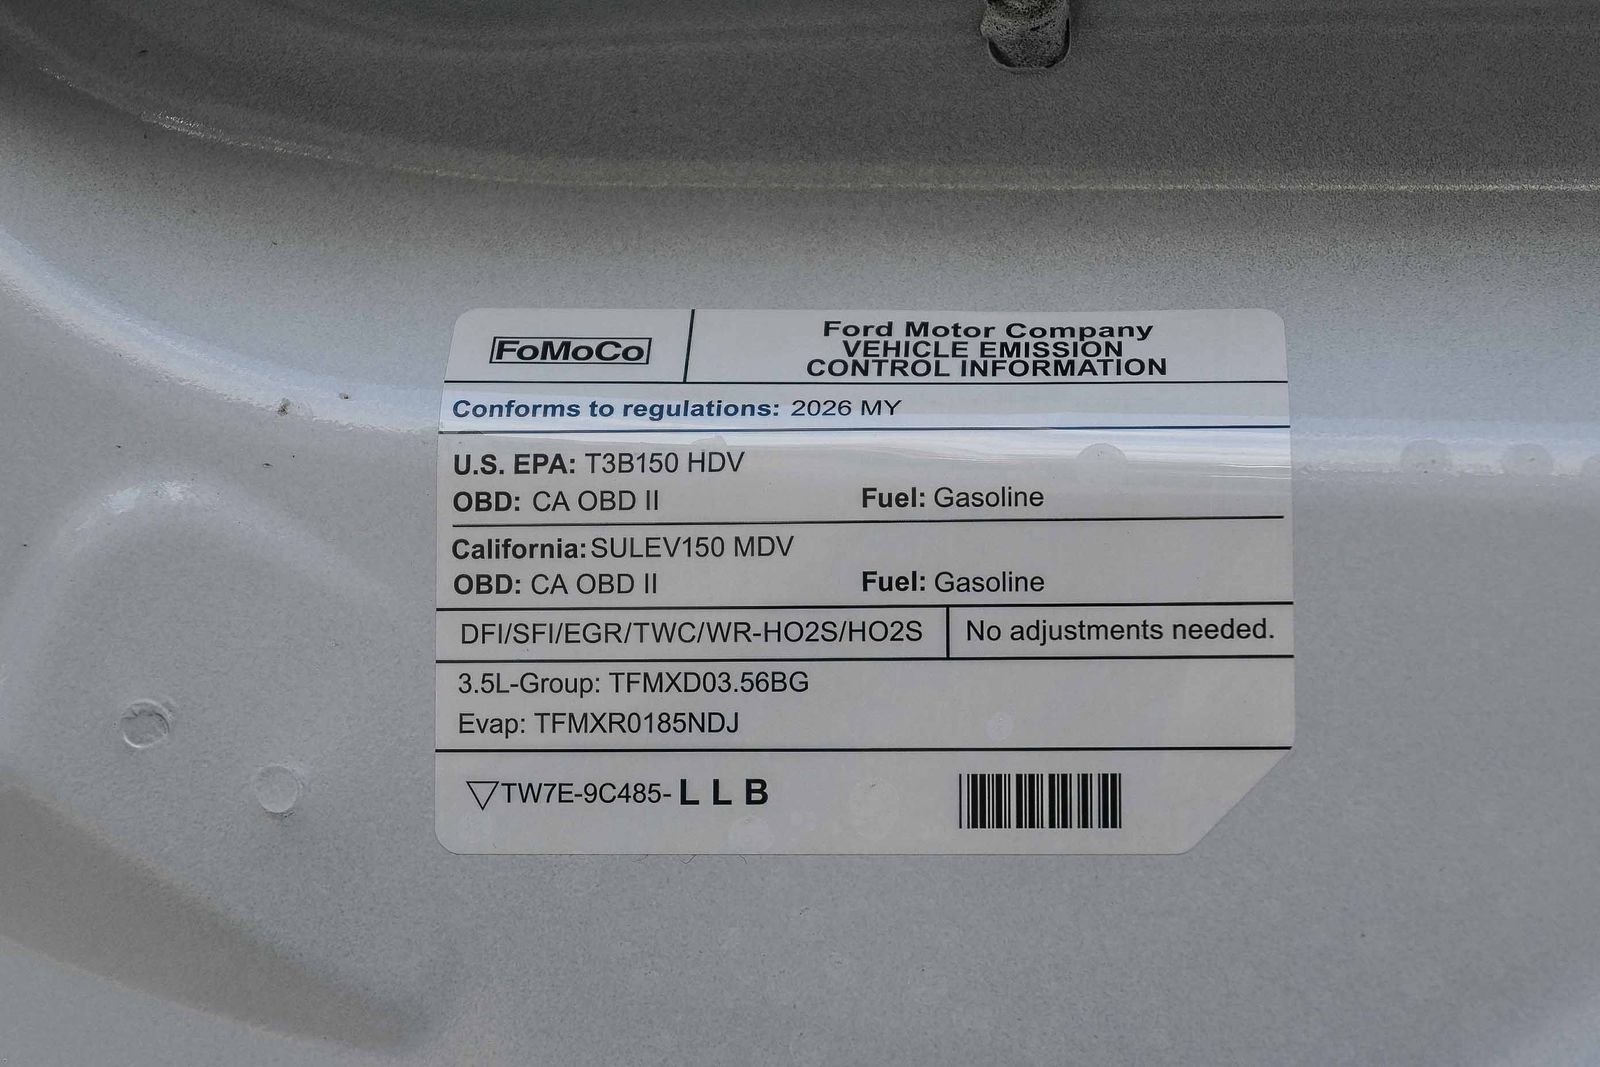 FoMoCo
Ford Motor Company
VEHICLE EMISSION
CONTROL INFORMATION
Conforms to regulations: 2026 MY
U.S. EPA: T3B150 HDV
OBD: CA OBD II Fuel: Gasoline
California: SULEV150 MDV
OBD: CA OBD II Fuel: Gasoline
DFI/SFI/EGR/TWC/WR-HO2S/HO2S No adjustments needed.
3.5L-Group: TFMXD03.56BG
Evap: TFMXR0185NDJ
▽TW7E-9C485- L L B